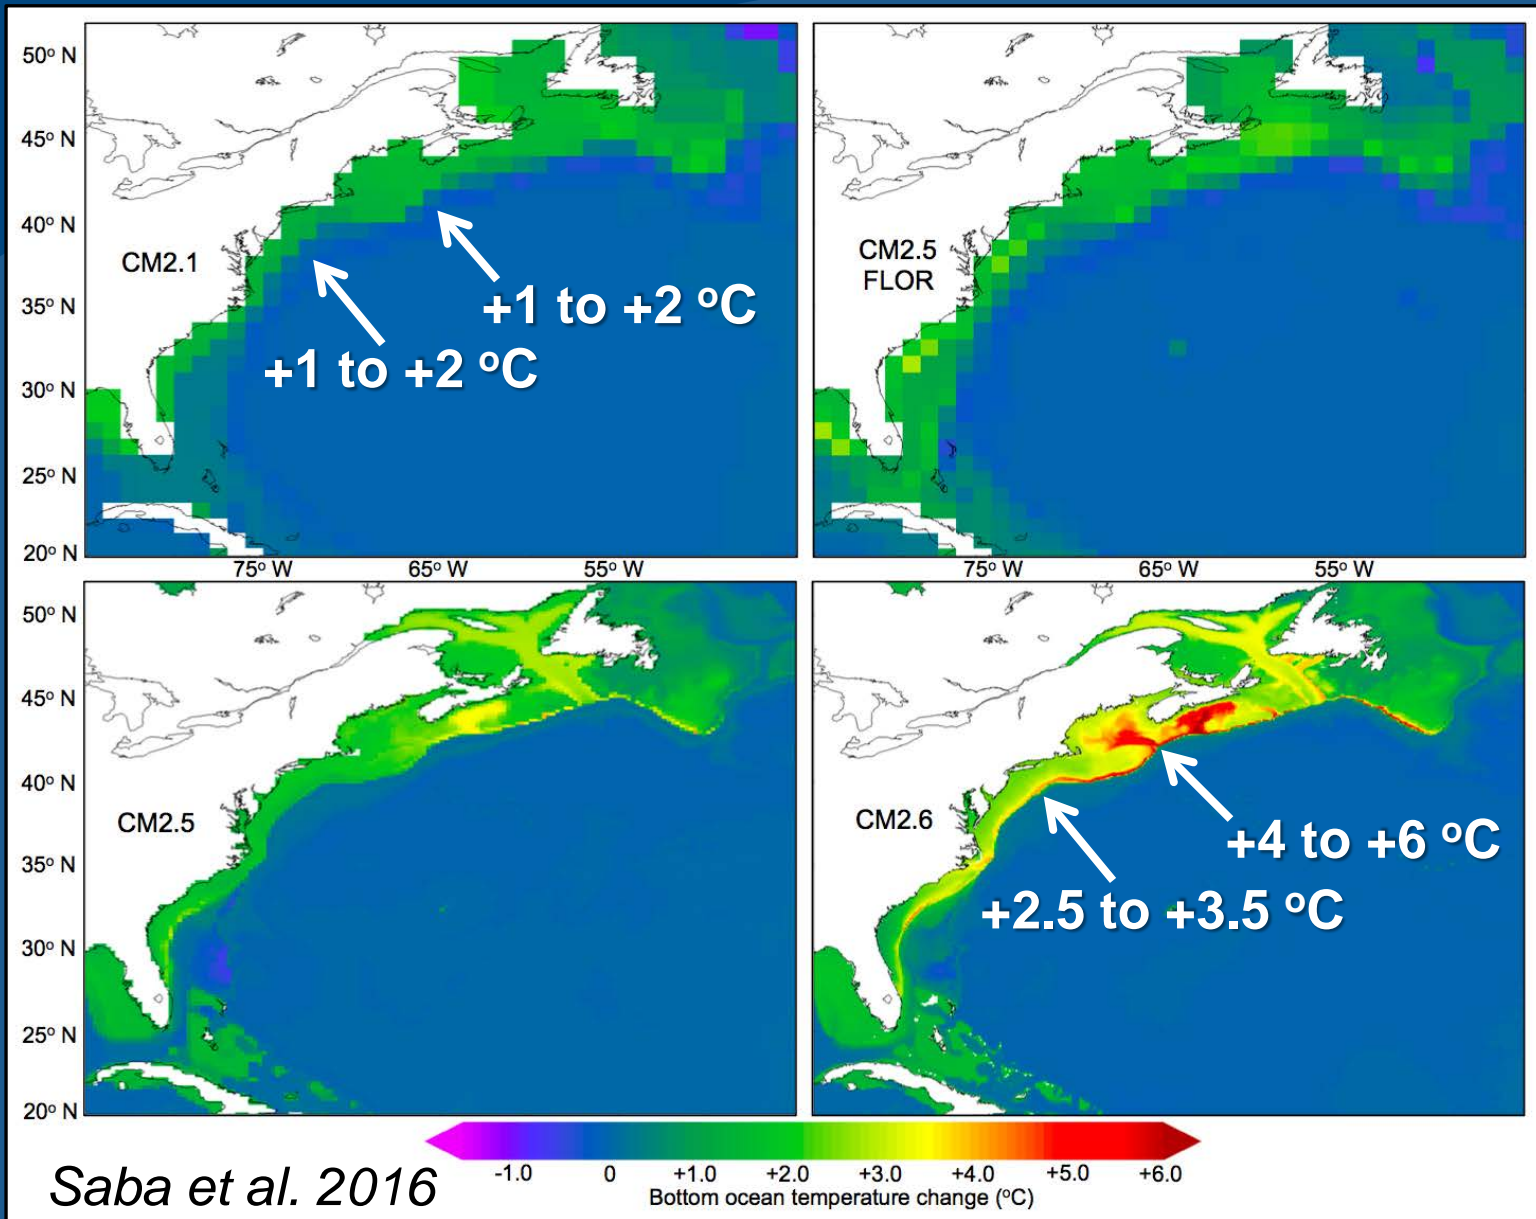 50° N
45° N
40° N
35° N
30° N
25° N
20° N
CM2.1
+1 to +2 °C
+1 to +2 °C
CM2.5
FLOR
75° W
65° W
55° W
75° W
65° W
55° W
50° N
45° N
40° N
35° N
30° N
25° N
20° N
CM2.5
CM2.6
+4 to +6 °C
+2.5 to +3.5 °C
-1.0
0
+1.0
+2.0
+3.0
+4.0
+5.0
+6.0
Bottom ocean temperature change (°C)
Saba et al. 2016